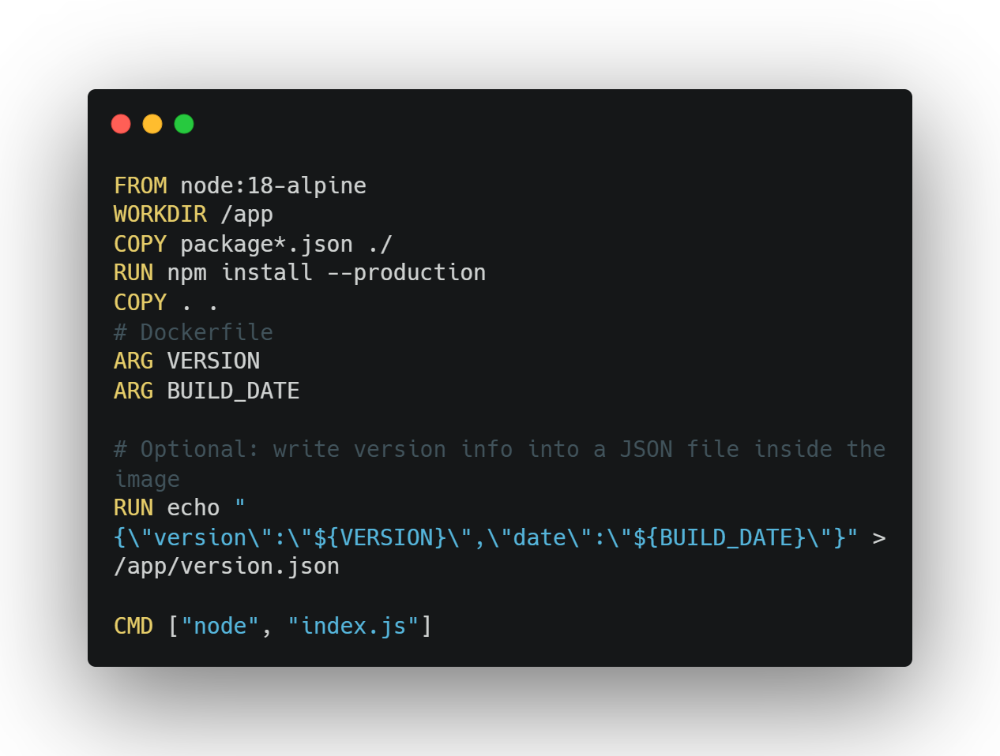 FROM node:18-alpine
WORKDIR /app
COPY package*.json ./
RUN npm install --production
COPY . .
# Dockerfile
ARG VERSION
ARG BUILD_DATE
# Optional: write version info into a JSON file inside the
image
RUN echo "
{\"version\":\"${VERSION}\",\"date\":\"${BUILD_DATE}\"}" >
/app/version.json
CMD ["node", "index.js"]